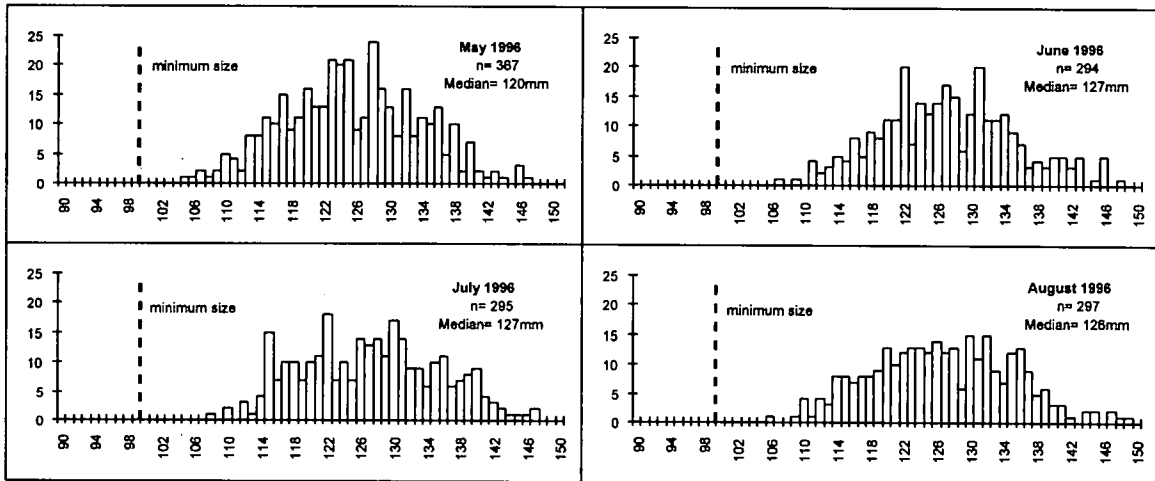 25
20
15
10
5
0
May 1996
n= 367
Median= 120mm
minimum size
90 94 98 102 106 110 114 118 122 126 130 134 138 142 146 150
25
20
15
10
5
0
June 1996
n= 294
Median= 127mm
minimum size
90 94 98 102 106 110 114 118 122 126 130 134 138 142 146 150
25
20
15
10
5
0
July 1996
n= 295
Median= 127mm
minimum size
90 94 98 102 106 110 114 118 122 126 130 134 138 142 146 150
25
20
15
10
5
0
August 1996
n= 297
Median= 126mm
minimum size
90 94 98 102 106 110 114 118 122 126 130 134 138 142 146 150